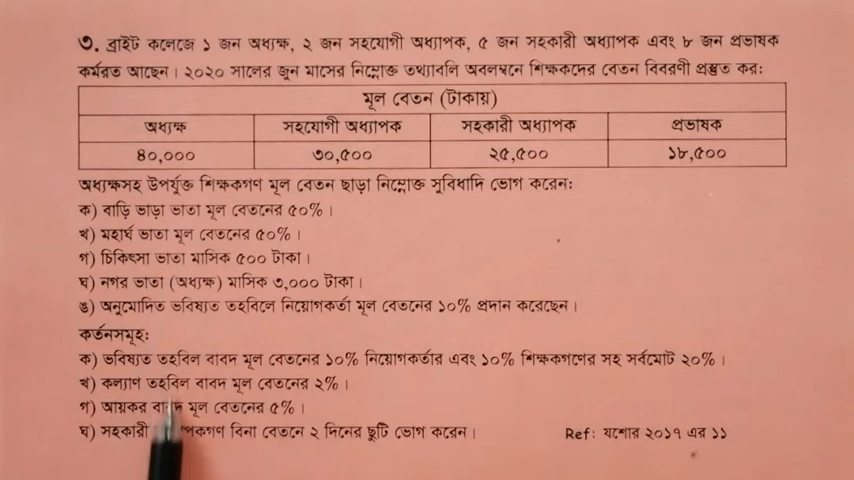 ৩. ব্রাইট কলেজে ১ জন অধ্যক্ষ, ২ জন সহযোগী অধ্যাপক, ৫ জন সহকারী অধ্যাপক এবং ৮ জন প্রভাষক
কর্মরত আছেন। ২০২০ সালের জুন মাসের নিম্নোক্ত তথ্যাবলি অবলম্বনে শিক্ষকদের বেতন বিবরণী প্রস্তুত কর:
মূল বেতন (টাকায়)
অধ্যক্ষ সহযোগী অধ্যাপক সহকারী অধ্যাপক প্রভাষক
৪০,০০০ ৩০,৫০০ ২৫,৫০০ ১৮,৫০০
অধ্যক্ষসহ উপর্যুক্ত শিক্ষকগণ মূল বেতন ছাড়া নিম্নোক্ত সুবিধাদি ভোগ করেন:
ক) বাড়ি ভাড়া ভাতা মূল বেতনের ৫০%।
খ) মহার্ঘ ভাতা মূল বেতনের ৫০%।
গ) চিকিৎসা ভাতা মাসিক ৫০০ টাকা।
ঘ) নগর ভাতা (অধ্যক্ষ) মাসিক ৩,০০০ টাকা।
ঙ) অনুমোদিত ভবিষ্যত তহবিলে নিয়োগকর্তা মূল বেতনের ১০% প্রদান করেছেন।
কর্তনসমূহ:
ক) ভবিষ্যত তহবিল বাবদ মূল বেতনের ১০% নিয়োগকর্তার এবং ১০% শিক্ষকগণের সহ সর্বমোট ২০%।
খ) কল্যাণ তহবিল বাবদ মূল বেতনের ২%।
গ) আয়কর বাবদ মূল বেতনের ৫%।
ঘ) সহকারী বিনা বেতনে ২ দিনের ছুটি ভোগ করেন। Ref: যশোর ২০১৭ এর ১১